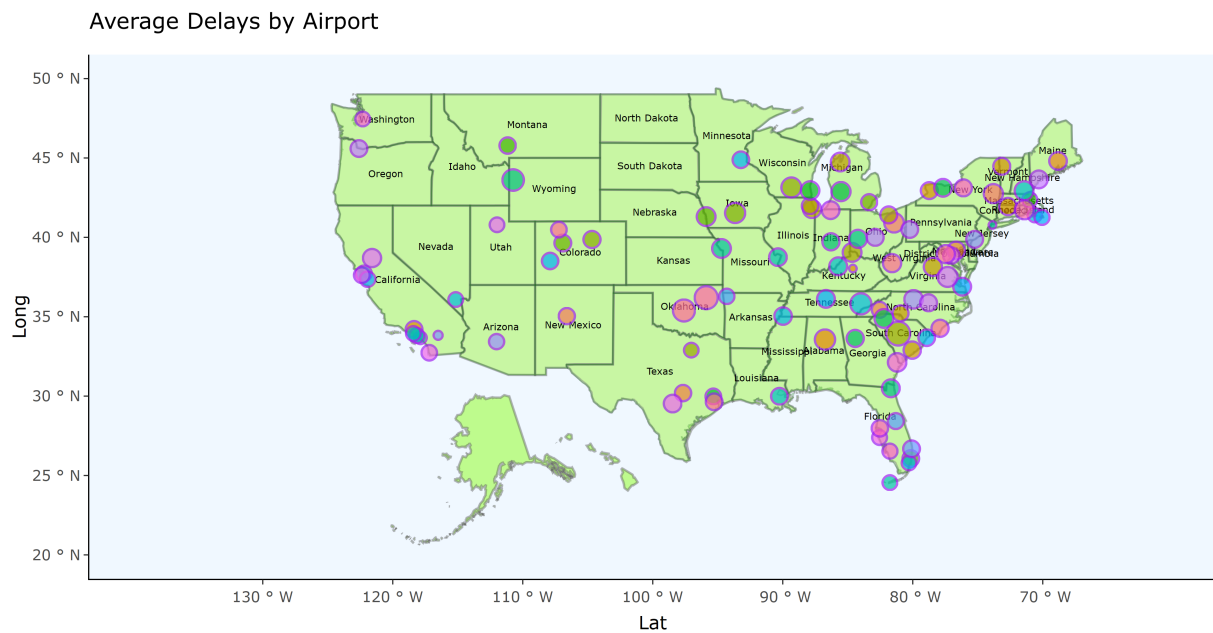 Average Delays by Airport
50 ° N
45 ° N
40 ° N
35 ° N
30 ° N
25 ° N
20 ° N
Long
Washington
Montana
North Dakota
Minnesota
Maine
Oregon
Idaho
South Dakota
Wisconsin
Michigan
Vermont
New Hampshire
Wyoming
New York
Massachusetts
Nebraska
Iowa
Pennsylvania
Nevada
Utah
Colorado
Illinois
Indiana
Ohio
New Jersey
California
Kansas
Missouri
West Virginia
Kentucky
Virginia
Arizona
New Mexico
Oklahoma
Arkansas
Tennessee
North Carolina
South Carolina
Mississippi
Alabama
Georgia
Texas
Louisiana
Florida
130 ° W
120 ° W
110 ° W
100 ° W
90 ° W
80 ° W
70 ° W
Lat